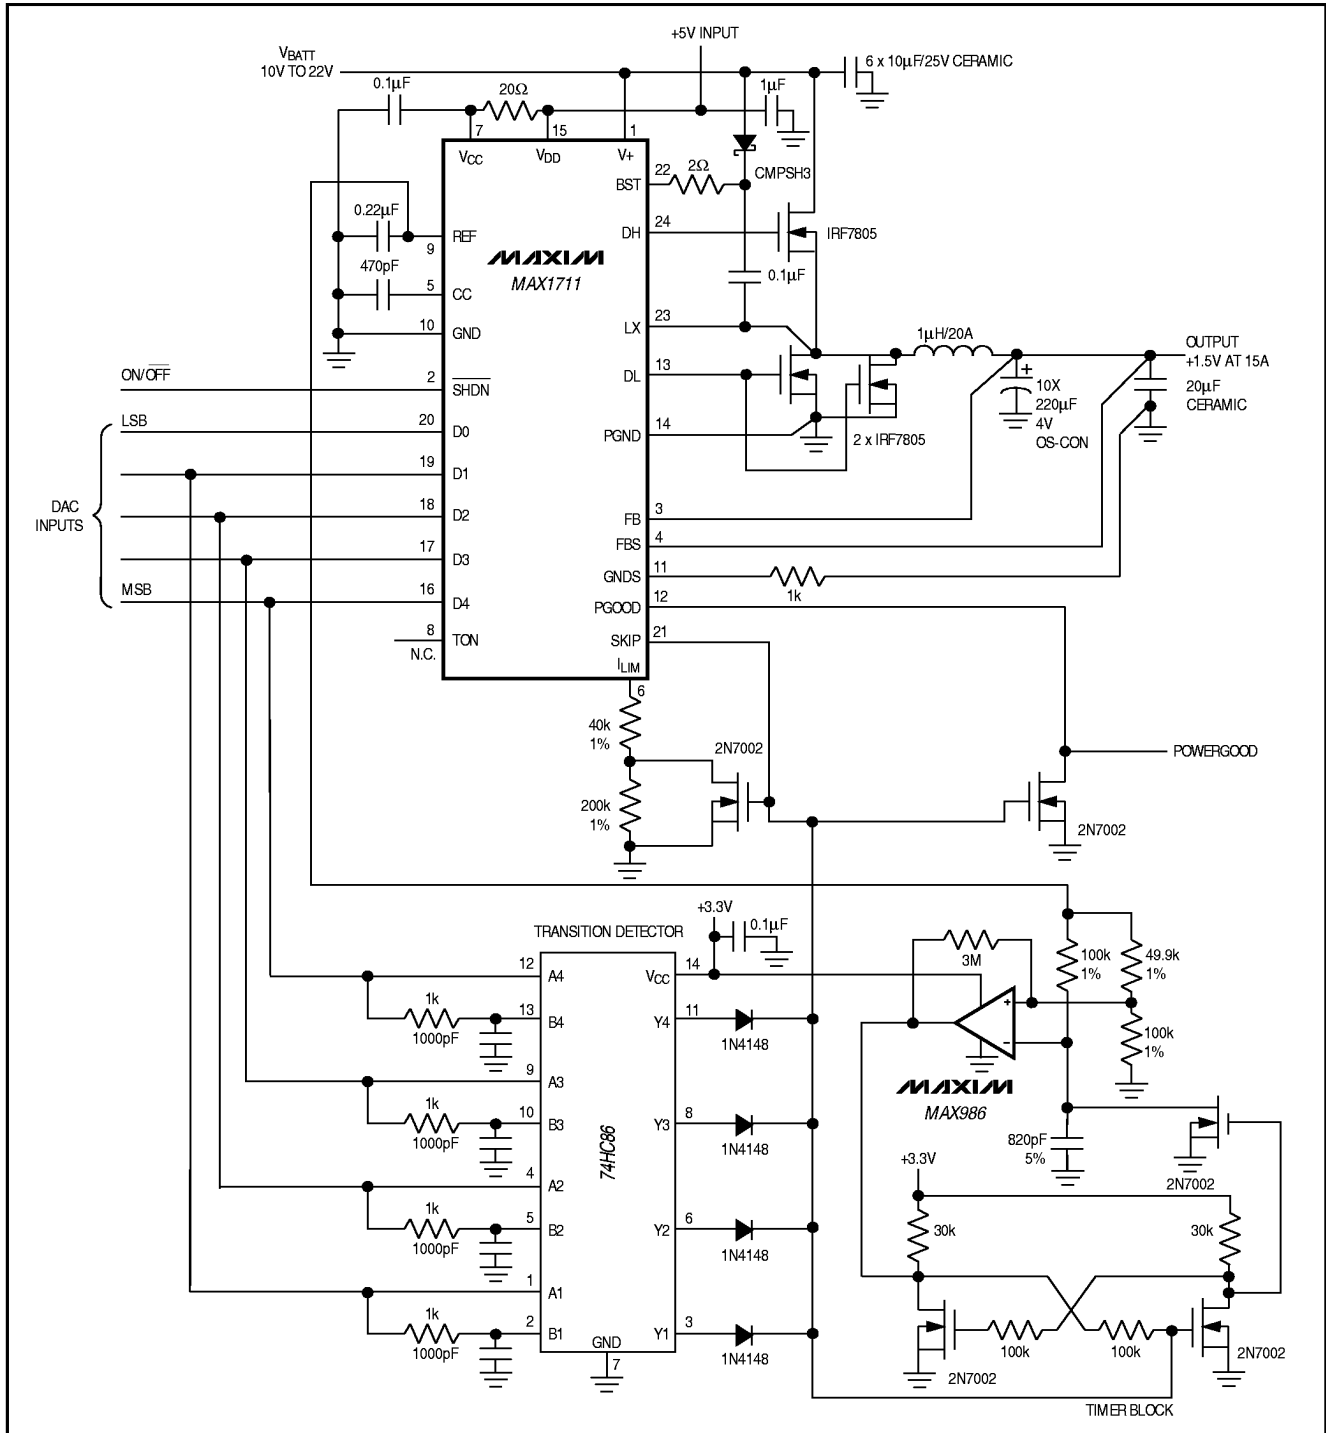 +5V INPUT
VBATT
10V TO 22V
6 x 10µF/25V CERAMIC
0.1µF
20Ω
1µF
7
15
1
VCC
VDD
V+
CMPSH3
22
2Ω
BST
0.22µF
24
DH
IRF7805
REF
9
MAXIM
MAX1711
470pF
0.1µF
5
CC
23
LX
10
GND
1µH/20A
OUTPUT
+1.5V AT 15A
ON/OFF
13
DL
2
SHDN
10X
220µF
4V
OS-CON
20µF
CERAMIC
LSB
20
D0
14
PGND
2 x IRF7805
19
D1
DAC
INPUTS
18
D2
3
FB
4
FBS
17
D3
11
GNDS
1k
MSB
16
D4
12
PGOOD
8
TON
N.C.
21
SKIP
ILIM
6
40k
1%
2N7002
POWERGOOD
200k
1%
2N7002
+3.3V
0.1µF
TRANSITION DETECTOR
3M
100k
1%
49.9k
1%
12
A4
VCC
14
1k
13
B4
1000pF
Y4
11
1N4148
+
-
100k
1%
9
A3
MAXIM
MAX986
1k
10
B3
1000pF
Y3
8
1N4148
74HC86
820pF
5%
2N7002
4
A2
+3.3V
1k
5
B2
1000pF
Y2
6
1N4148
30k
30k
1
A1
1k
2
B1
1000pF
Y1
3
1N4148
GND
7
100k
100k
2N7002
2N7002
TIMER BLOCK